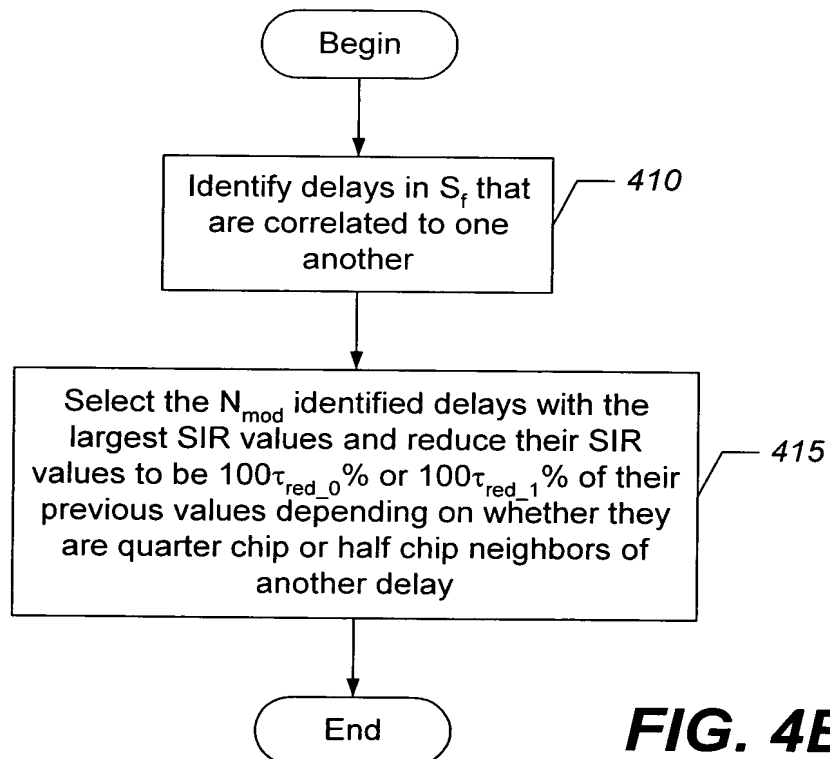 Begin
Identify delays in S_f that
are correlated to one
another
410
Select the N_mod identified delays with the
largest SIR values and reduce their SIR
values to be 100τ_red_0% or 100τ_red_1% of their
previous values depending on whether they
are quarter chip or half chip neighbors of
another delay
415
End
FIG. 4B